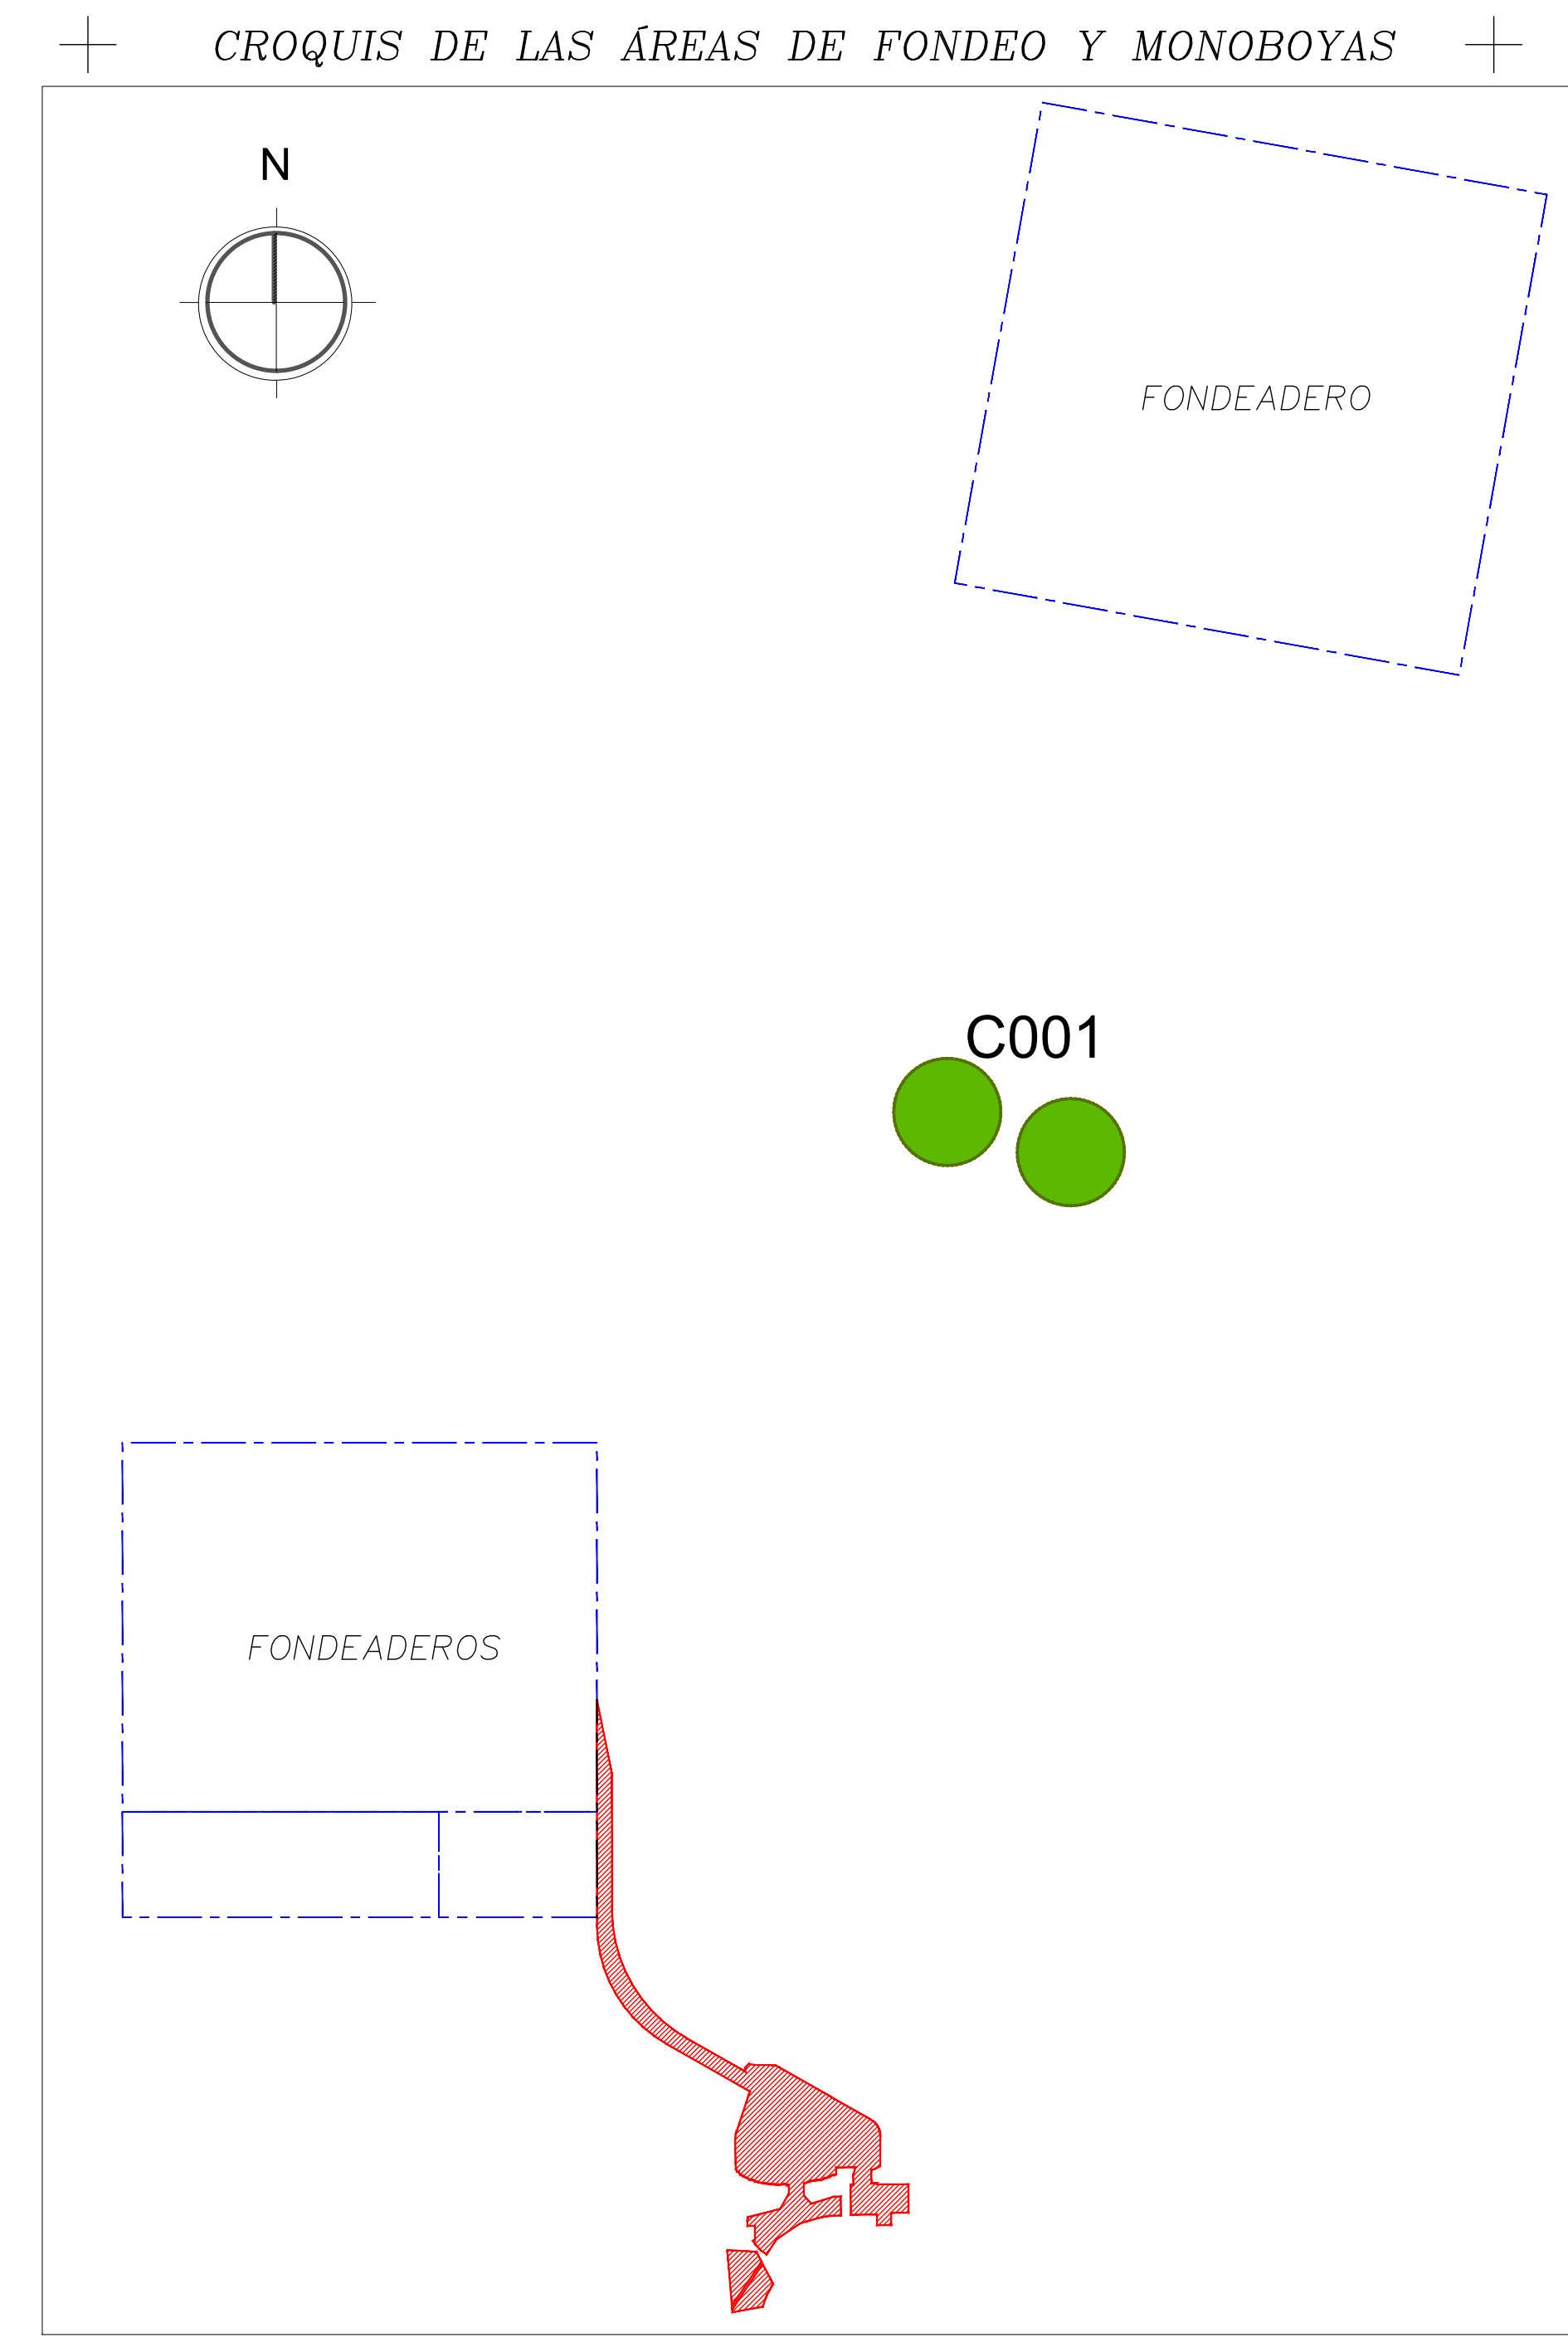 CROQUIS DE LAS ÁREAS DE FONDEO Y MONOBOYAS
N
FONDEADERO
C001
FONDEADEROS